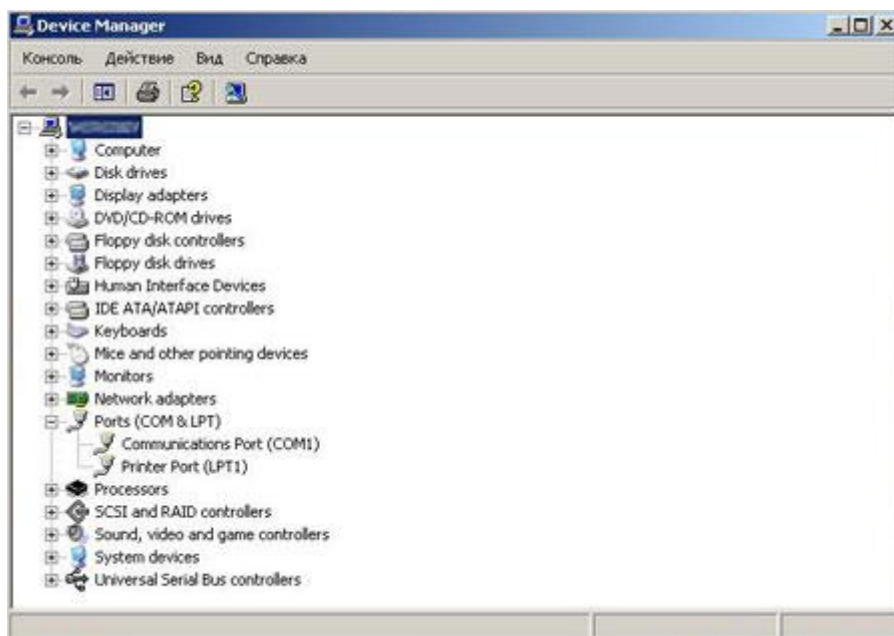 Device Manager
Консоль Действие Вид Справка
Computer
Disk drives
Display adapters
DVD/CD-ROM drives
Floppy disk controllers
Floppy disk drives
Human Interface Devices
IDE ATA/ATAPI controllers
Keyboards
Mice and other pointing devices
Monitors
Network adapters
Ports (COM & LPT)
Communications Port (COM1)
Printer Port (LPT1)
Processors
SCSI and RAID controllers
Sound, video and game controllers
System devices
Universal Serial Bus controllers